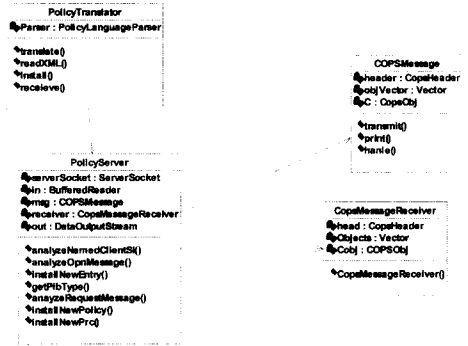 PolicyTranslator
Parser : PolicyLanguageParser
translate()
readXML()
Install()
receieve()
COPSMessage
header : CopsHeader
objVector : Vector
C : CopsObj
transmit()
print()
hanle()
PolicyServer
serverSocket : ServerSocket
in : BufferedReader
msg : COPSMessage
receiver : CopsMessageReceiver
out : DataOutputStream
analyzeNamedClientSI()
analyzeOpnMessage()
InstallNewEntry()
getPibType()
anayzeRequestMessage()
InstallNewPolicy()
InstallNewPrc()
CopsMessageReceiver
head : CopsHeader
Objects : Vector
Cobj : COPSObj
CopsMessageReceiver()